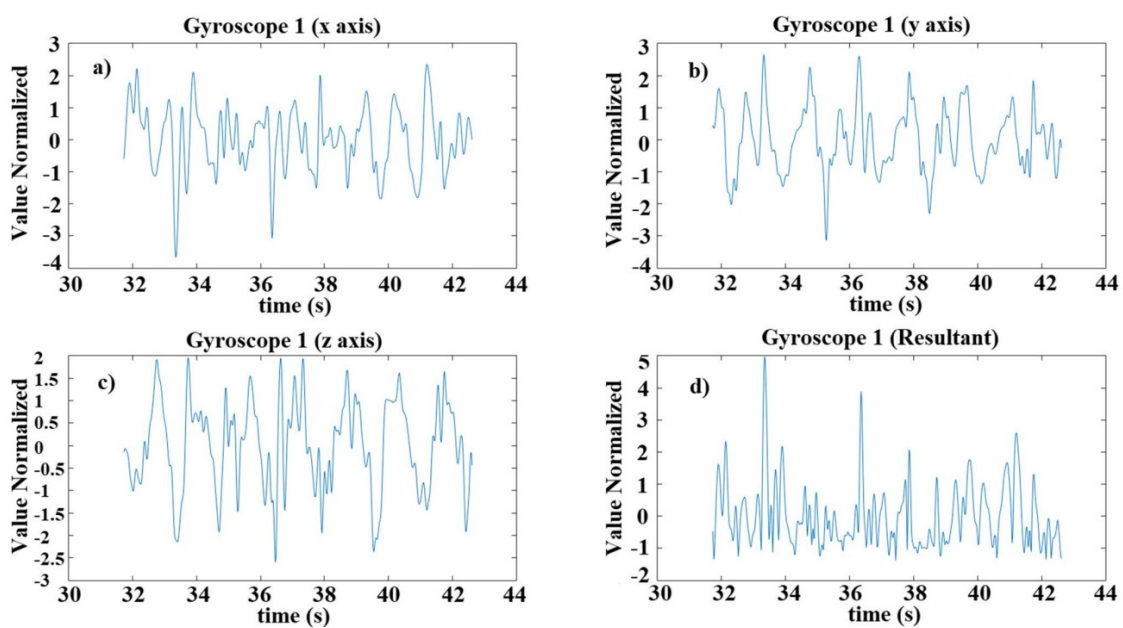 Gyroscope 1 (x axis)
a)
Value Normalized
3
2
1
0
-1
-2
-3
-4
30 32 34 36 38 40 42 44
time (s)
Gyroscope 1 (y axis)
b)
Value Normalized
3
2
1
0
-1
-2
-3
-4
30 32 34 36 38 40 42 44
time (s)
Gyroscope 1 (z axis)
c)
Value Normalized
2
1.5
1
0.5
0
-0.5
-1
-1.5
-2
-2.5
-3
30 32 34 36 38 40 42 44
time (s)
Gyroscope 1 (Resultant)
d)
Value Normalized
5
4
3
2
1
0
-1
-2
30 32 34 36 38 40 42 44
time (s)